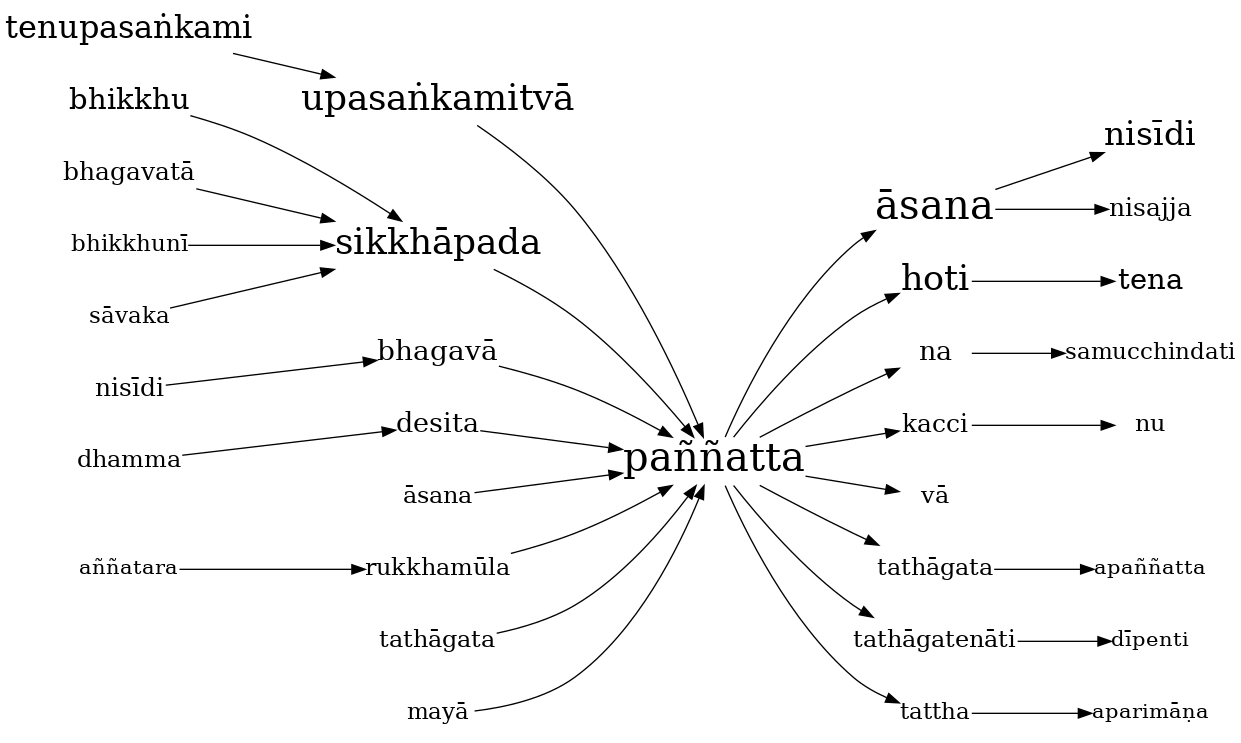 tenupasaṅkami
bhikkhu
upasaṅkamitvā
bhagavatā
bhikkhunī
sikkhāpada
sāvaka
nisīdi
bhagavā
dhamma
desita
āsana
aññatara
rukkhamūla
tathāgata
mayā
paññatta
āsana
nisīdi
nisajja
hoti
tena
na
samucchindati
kacci
nu
vā
tathāgata
apaññatta
tathāgatenāti
dīpenti
tattha
aparimāṇa